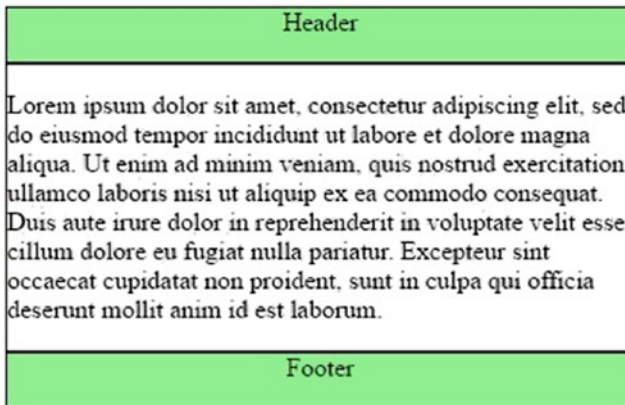 Header
Lorem ipsum dolor sit amet, consectetur adipiscing elit, sed
do eiusmod tempor incididunt ut labore et dolore magna
aliqua. Ut enim ad minim veniam, quis nostrud exercitation
ullamco laboris nisi ut aliquip ex ea commodo consequat.
Duis aute irure dolor in reprehenderit in voluptate velit esse
cillum dolore eu fugiat nulla pariatur. Excepteur sint
occaecat cupidatat non proident, sunt in culpa qui officia
deserunt mollit anim id est laborum.
Footer